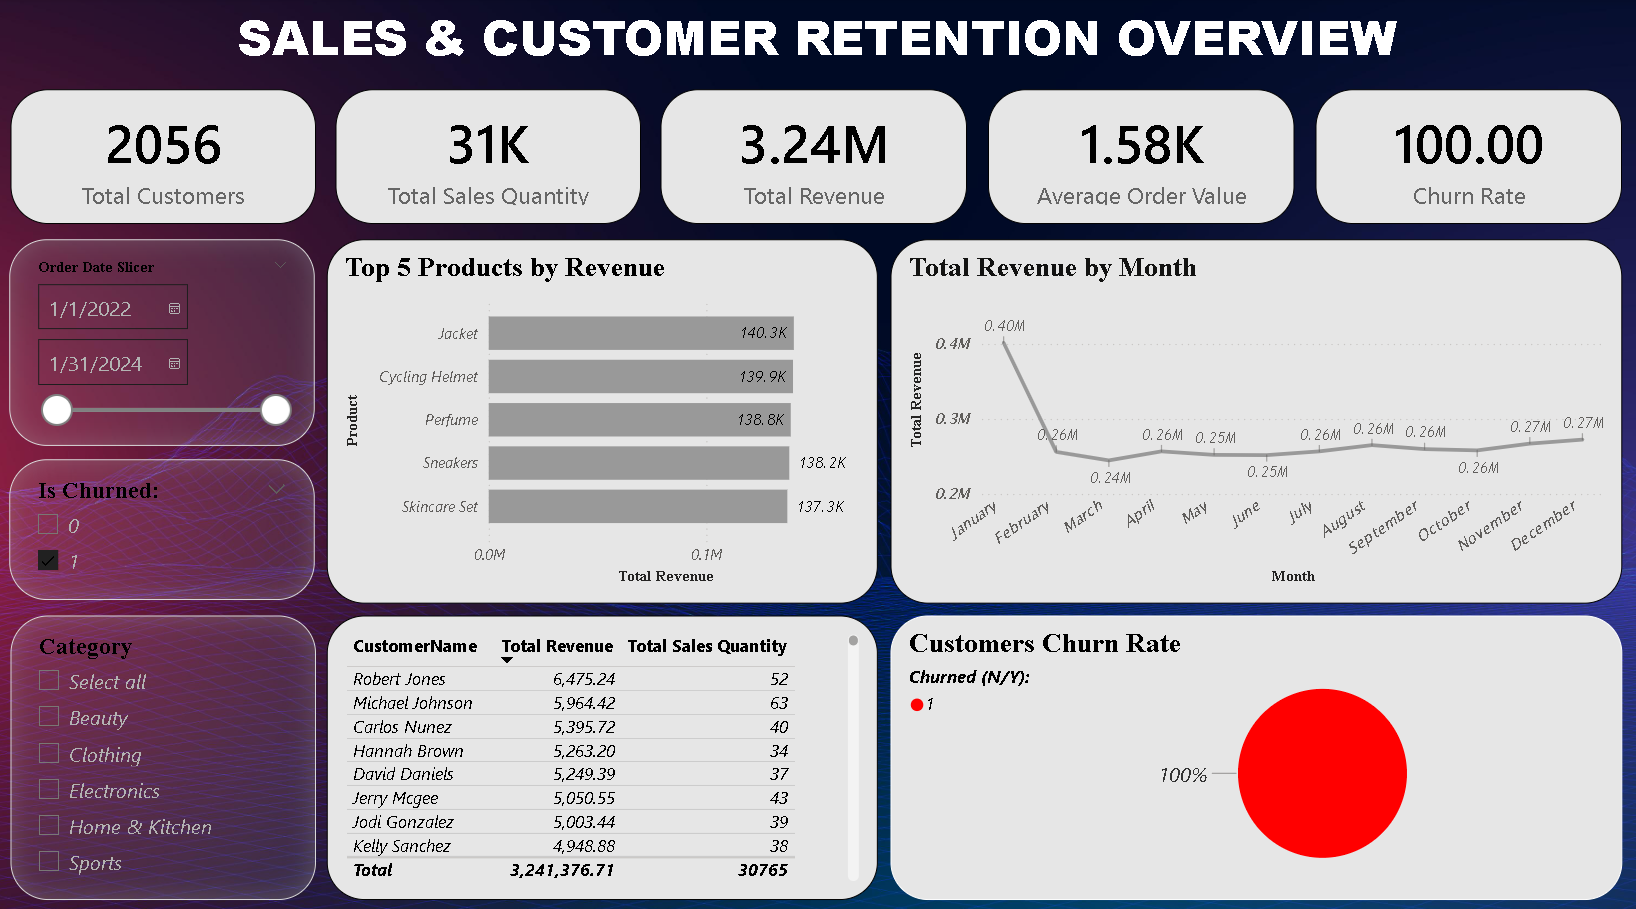 SALES & CUSTOMER RETENTION OVERVIEW
2056
Total Customers
31K
Total Sales Quantity
3.24M
Total Revenue
1.58K
Average Order Value
100.00
Churn Rate
Order Date Slicer
1/1/2022
1/31/2024
Is Churned:
0
1
Category
Select all
Beauty
Clothing
Electronics
Home & Kitchen
Sports
Top 5 Products by Revenue
Product
Jacket 140.3K
Cycling Helmet 139.9K
Perfume 138.8K
Sneakers 138.2K
Skincare Set 137.3K
0.0M 0.1M
Total Revenue
Total Revenue by Month
Total Revenue
0.4M
0.3M
0.2M
0.40M 0.26M 0.24M 0.26M 0.25M 0.25M 0.26M 0.26M 0.26M 0.26M 0.27M 0.27M
January February March April May June July August September October November December
Month
CustomerName Total Revenue Total Sales Quantity
Robert Jones 6,475.24 52
Michael Johnson 5,964.42 63
Carlos Nunez 5,395.72 40
Hannah Brown 5,263.20 34
David Daniels 5,249.39 37
Jerry Mcgee 5,050.55 43
Jodi Gonzalez 5,003.44 39
Kelly Sanchez 4,948.88 38
Total 3,241,376.71 30765
Customers Churn Rate
Churned (N/Y):
1
100%